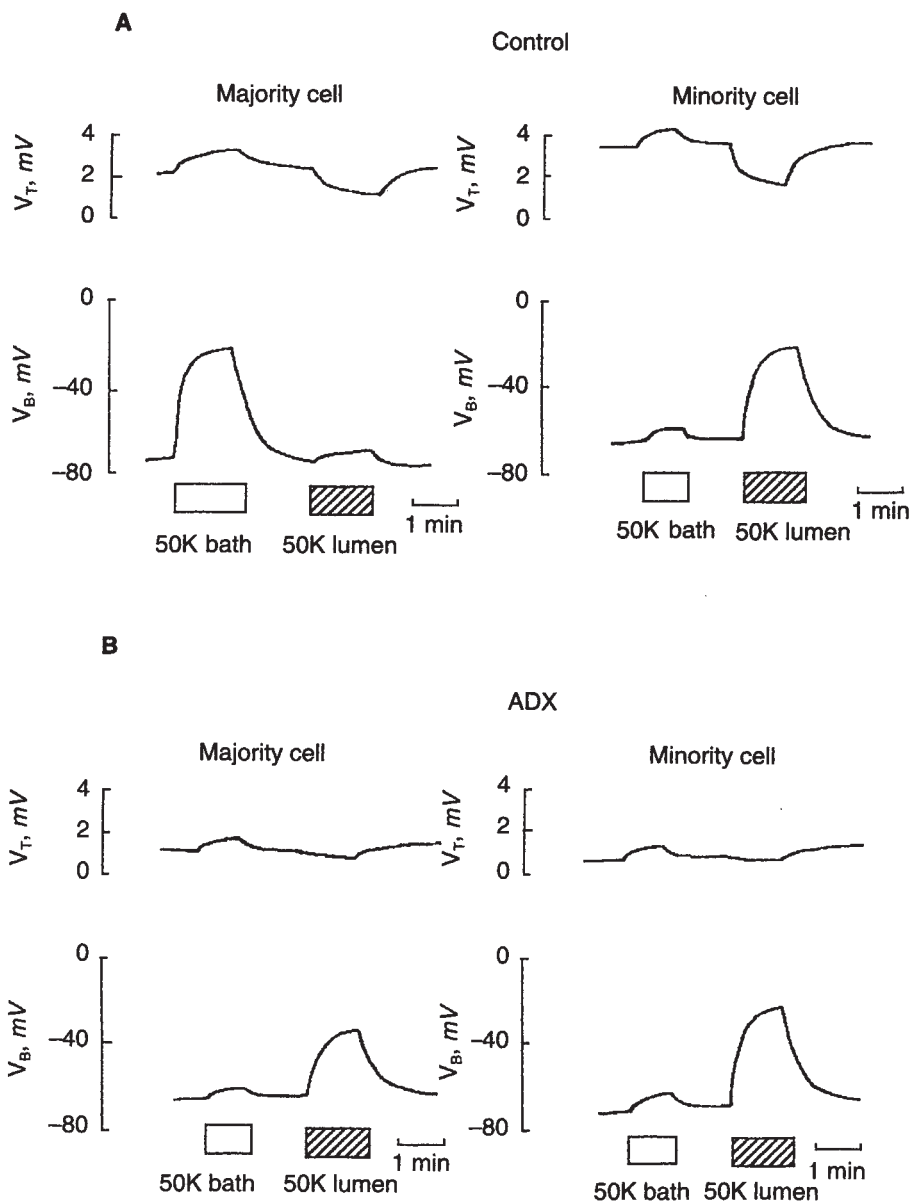 A
Control
Majority cell
Minority cell
V_T, mV
4
2
0
V_T, mV
4
2
0
V_B, mV
0
–40
–80
V_B, mV
0
–40
–80
50K bath
50K lumen
1 min
50K bath
50K lumen
1 min
B
ADX
Majority cell
Minority cell
V_T, mV
4
2
0
V_T, mV
4
2
0
V_B, mV
0
–40
–80
V_B, mV
0
–40
–80
50K bath
50K lumen
1 min
50K bath
50K lumen
1 min